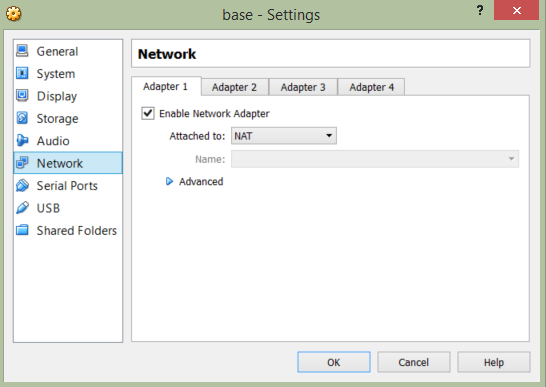 base - Settings
?
General
System
Display
Storage
Audio
Network
Serial Ports
USB
Shared Folders
Network
Adapter 1 Adapter 2 Adapter 3 Adapter 4
Enable Network Adapter
Attached to: NAT
Name:
Advanced
OK Cancel Help